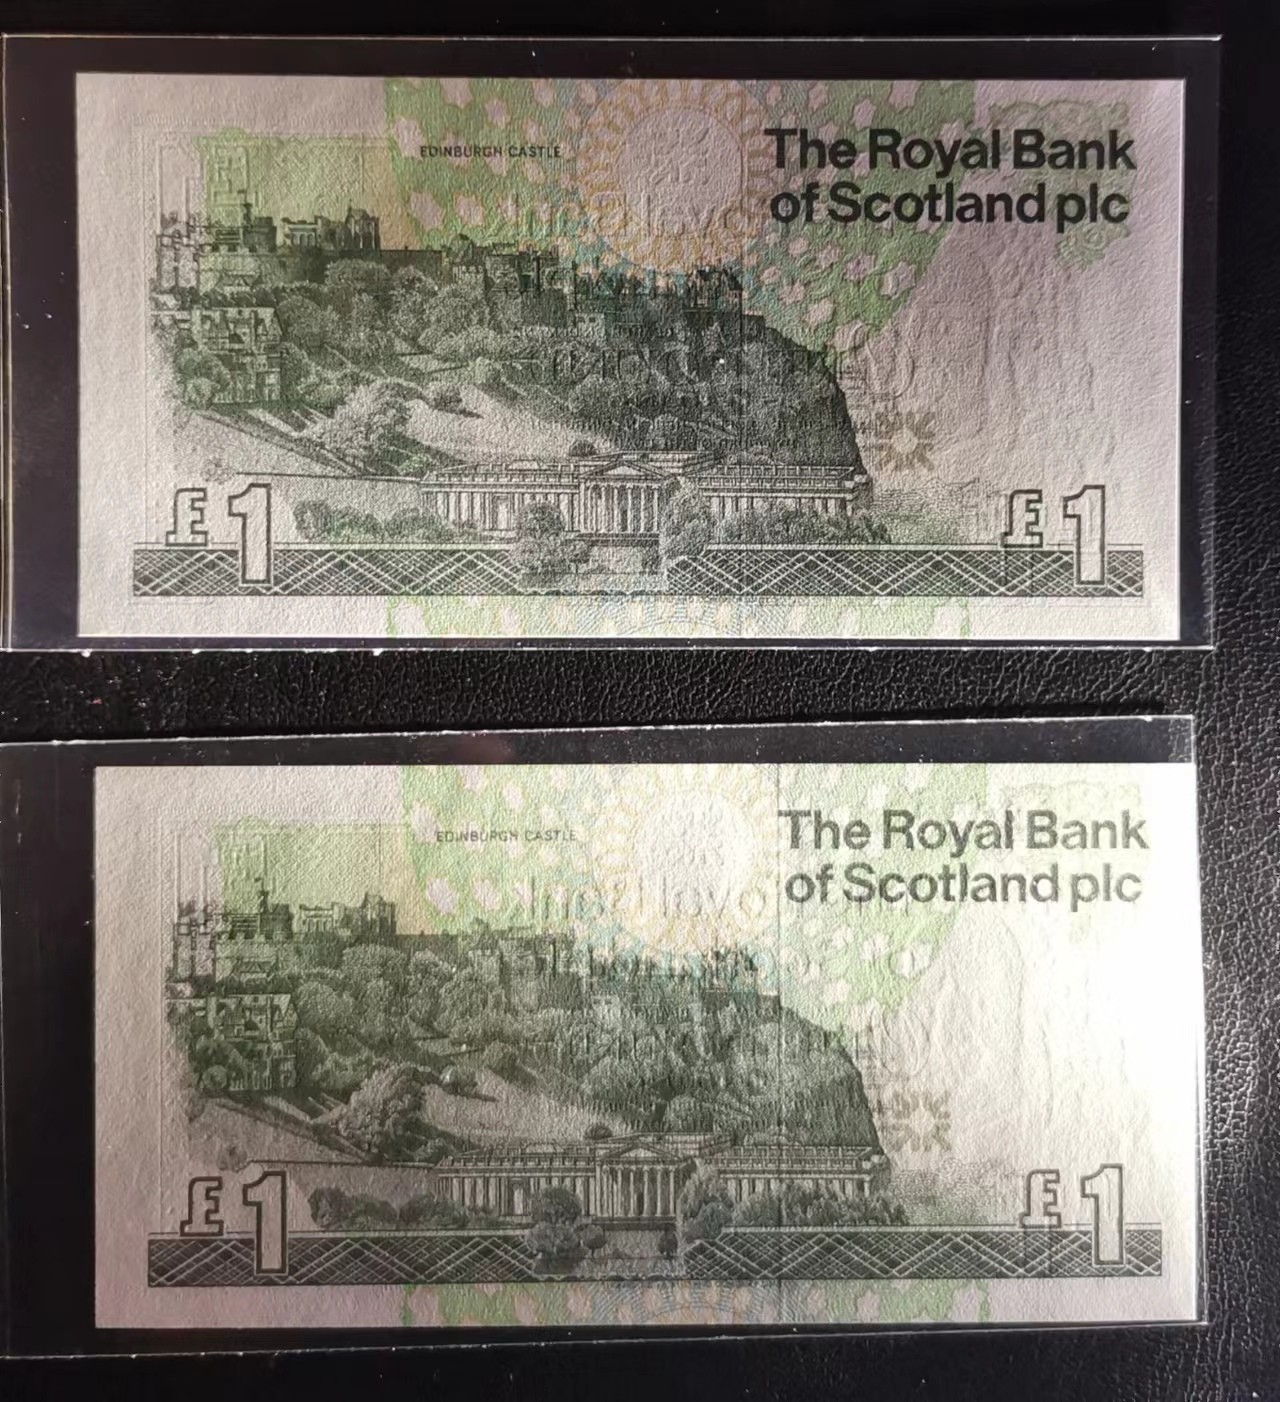 EDINBURGH CASTLE
The Royal Bank
of Scotland plc
£1
£1
EDINBURGH CASTLE
The Royal Bank
of Scotland plc
£1
£1